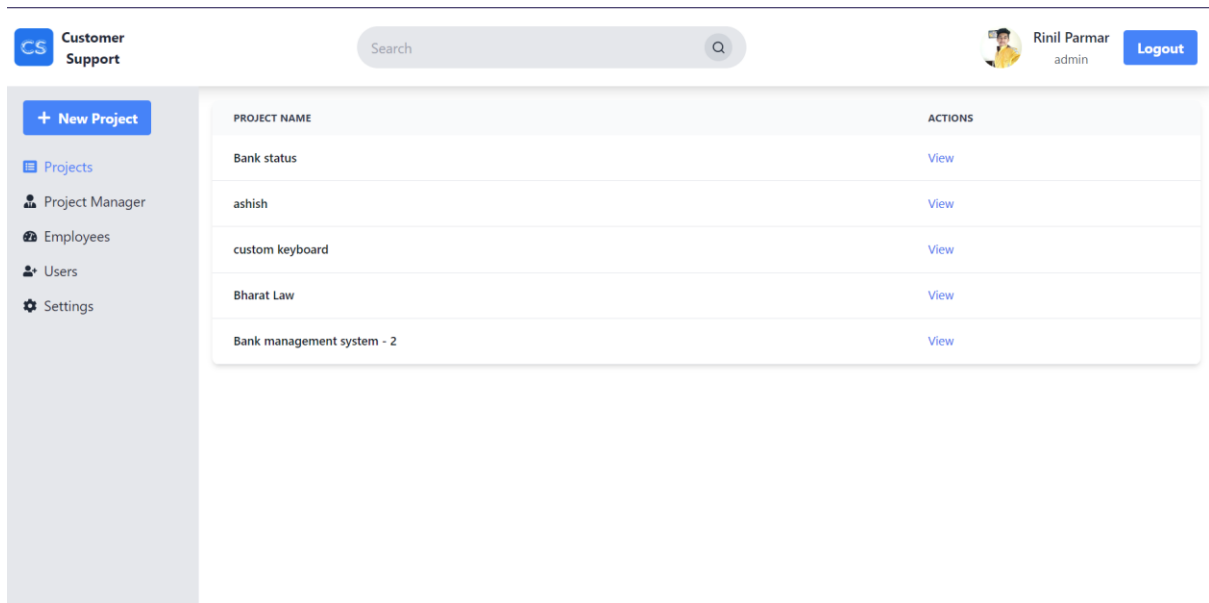 CS
Customer
Support
Search
Rinil Parmar
admin
Logout
+ New Project
Projects
Project Manager
Employees
Users
Settings
PROJECT NAME ACTIONS
Bank status View
ashish View
custom keyboard View
Bharat Law View
Bank management system - 2 View